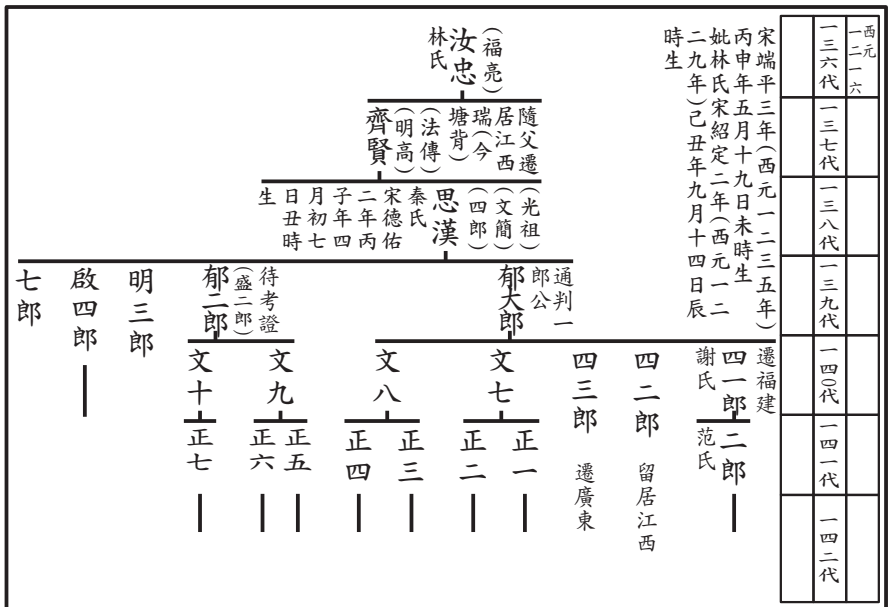 西元
一二一六
一三六代
一三七代
一三八代
一三九代
一四〇代
一四一代
一四二代
宋端平三年(西元一二三五年)
丙申年五月十九日未時生
妣林氏宋紹定二年(西元一二
二九年)己丑年九月十四日辰
時生
(福亮)
汝忠
林氏
隨父遷
居江西
瑞(今
塘背)
(法傳)
(明高)
齊賢
(光祖)
(文簡)
(四郎)
思漢
秦氏
宋德佑
二年丙
子年四
月初七
日丑時
生
通判一
郎公
郁大郎
待考證
(盛二郎)
郁二郎
明三郎
啟四郎
七郎
遷福建
四一郎
謝氏
四二郎
留居江西
四三郎
遷廣東
文七
文八
文九
文十
二郎
范氏
正一
正二
正三
正四
正五
正六
正七